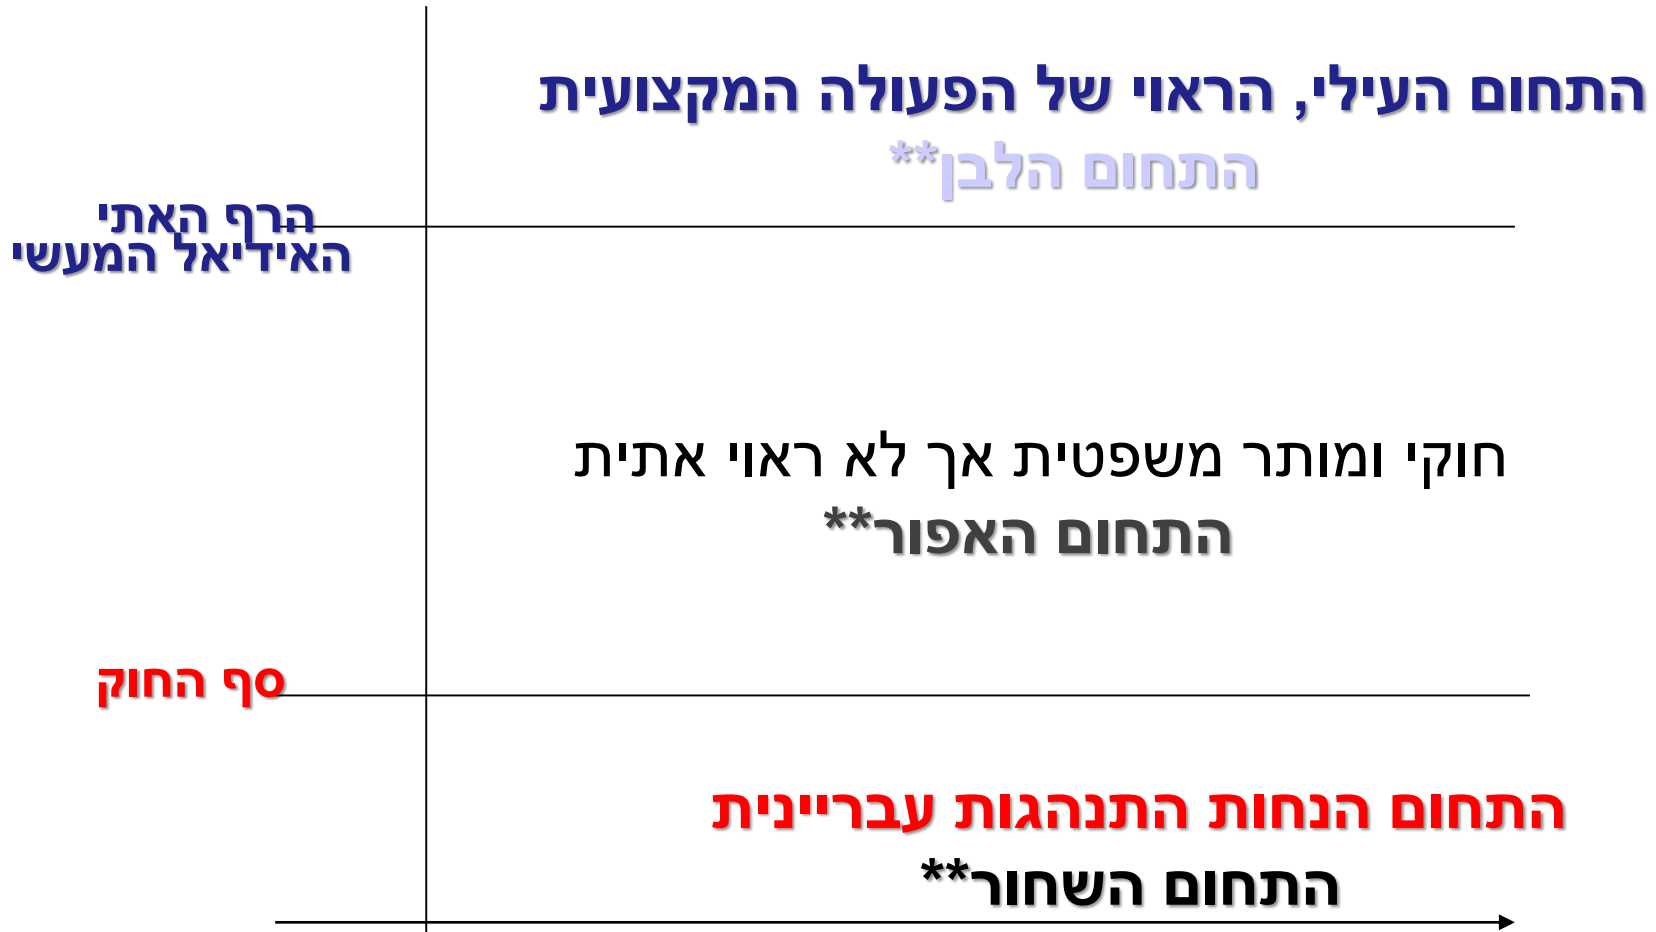 התחום העילי, הראוי של הפעולה המקצועית
התחום הלבן**
הרף האתי
האידיאל המעשי
חוקי ומותר משפטית אך לא ראוי אתית
התחום האפור**
סף החוק
התחום הנחות התנהגות עבריינית
התחום השחור**